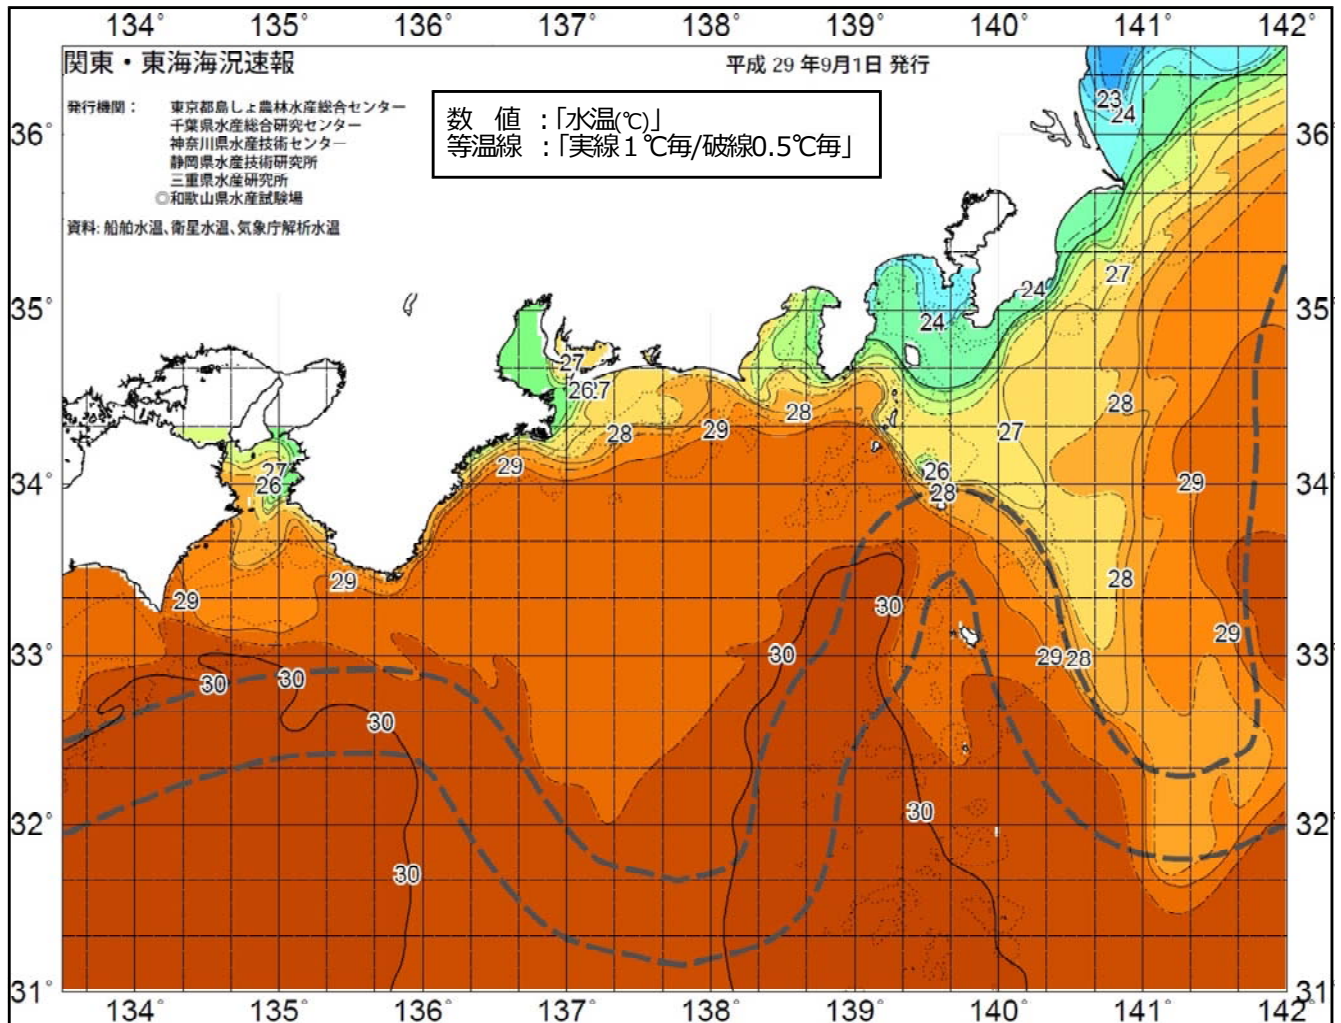 134° 135° 136° 137° 138° 139° 140° 141° 142°
関東・東海海況速報
平成 29 年9月1日 発行
発行機関： 東京都島しょ農林水産総合センター
千葉県水産総合研究センター
神奈川県水産技術センター
静岡県水産技術研究所
三重県水産研究所
◎和歌山県水産試験場
資料: 船舶水温、衛星水温、気象庁解析水温
数 値 ：「水温(℃)」
等温線 ：「実線１℃毎/破線0.5℃毎」
23
24
36° 36°
27
24
35° 35°
24
27
26 27
28
28
29
28
27
29
27
26
26
28
29
34° 34°
29
29
28
30
29
30
29 28
33° 33°
30
30
30
30
32° 32°
30
31° 31°
134° 135° 136° 137° 138° 139° 140° 141° 142°